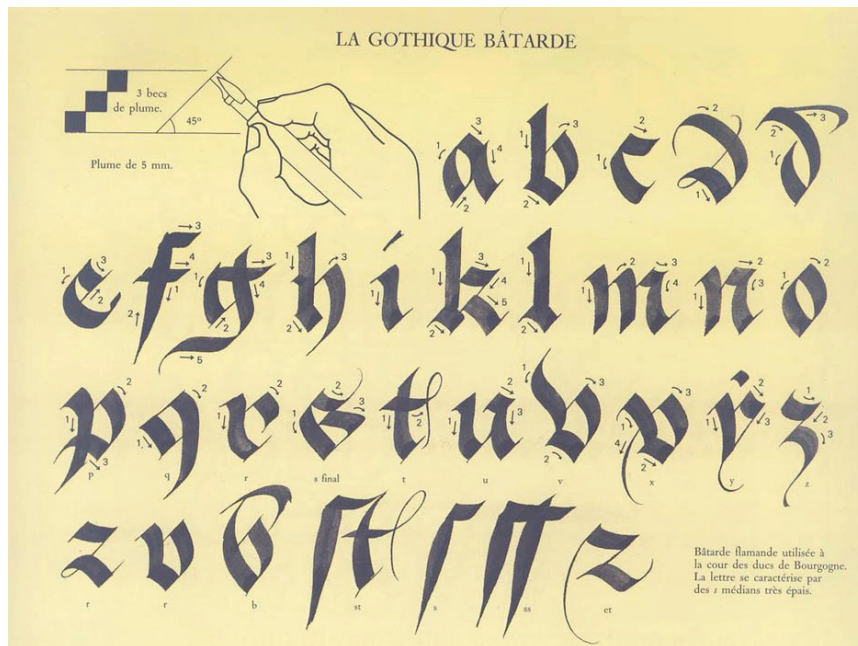 LA GOTHIQUE BÂTARDE
3 becs
de plume.
45°
Plume de 5 mm.
a b c d d
e f g h i k l m n o
p q r s t u v x y z
p q r s final t u v x y z
r r b st s ss et
r r b st s ss et
Bâtarde flamande utilisée à
la cour des ducs de Bourgogne.
La lettre se caractérise par
des s médians très épais.